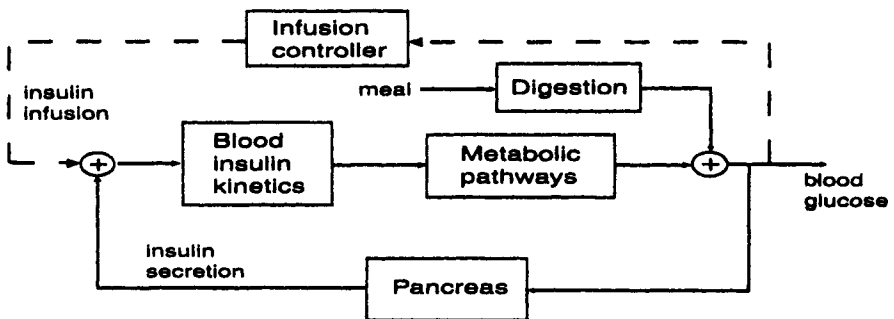 Infusion
controller
insulin
infusion
meal
Digestion
+
Blood
insulin
kinetics
Metabolic
pathways
+
blood
glucose
insulin
secretion
Pancreas